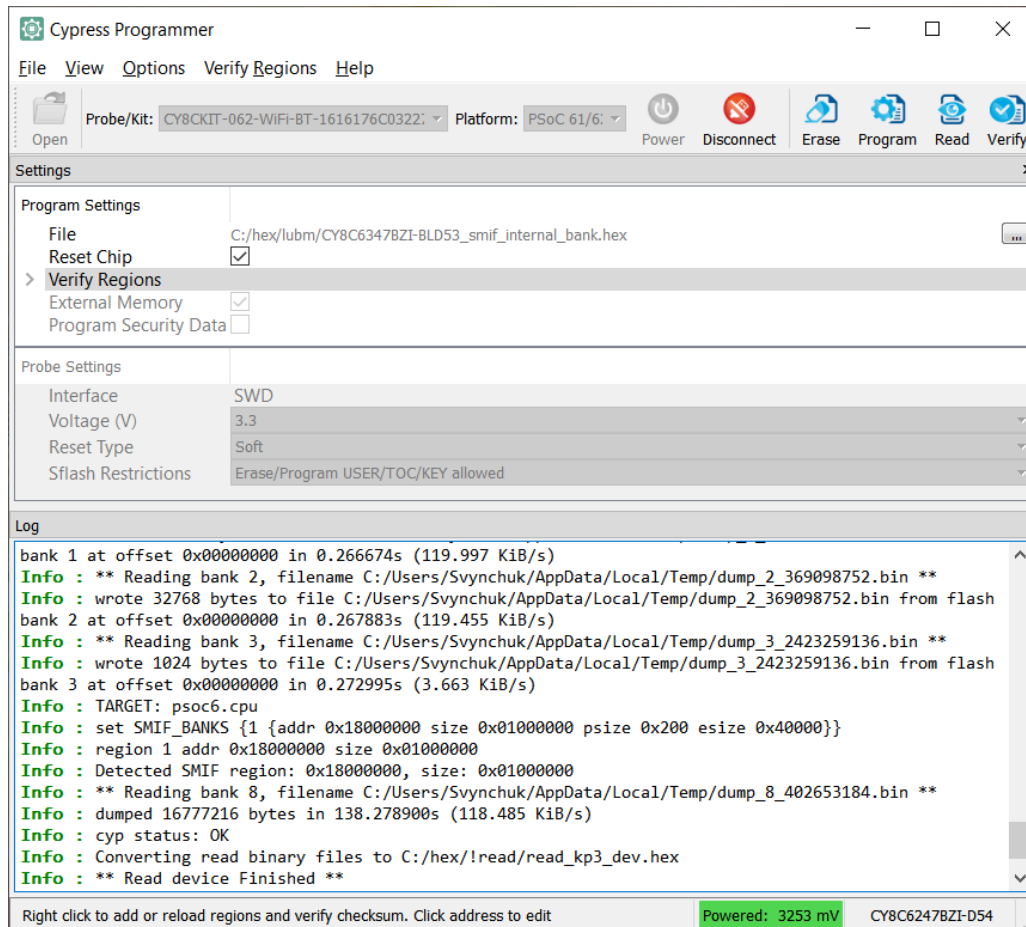 Cypress Programmer
File View Options Verify Regions Help
Open Probe/Kit: CY8CKIT-062-WiFi-BT-1616176C0322 Platform: PSoC 61/6 Power Disconnect Erase Program Read Verify
Settings
Program Settings
File C:/hex/lubm/CY8C6347BZI-BLD53_smif_internal_bank.hex ...
Reset Chip
Verify Regions
External Memory
Program Security Data
Probe Settings
Interface SWD
Voltage (V) 3.3
Reset Type Soft
Sflash Restrictions Erase/Program USER/TOC/KEY allowed
Log
bank 1 at offset 0x00000000 in 0.266674s (119.997 KiB/s)
Info : ** Reading bank 2, filename C:/Users/Svynchuk/AppData/Local/Temp/dump_2_369098752.bin **
Info : wrote 32768 bytes to file C:/Users/Svynchuk/AppData/Local/Temp/dump_2_369098752.bin from flash
bank 2 at offset 0x00000000 in 0.267883s (119.455 KiB/s)
Info : ** Reading bank 3, filename C:/Users/Svynchuk/AppData/Local/Temp/dump_3_2423259136.bin **
Info : wrote 1024 bytes to file C:/Users/Svynchuk/AppData/Local/Temp/dump_3_2423259136.bin from flash
bank 3 at offset 0x00000000 in 0.272995s (3.663 KiB/s)
Info : TARGET: psoc6.cpu
Info : set SMIF_BANKS {1 {addr 0x18000000 size 0x01000000 psize 0x200 esize 0x40000}}
Info : region 1 addr 0x18000000 size 0x01000000
Info : Detected SMIF region: 0x18000000, size: 0x01000000
Info : ** Reading bank 8, filename C:/Users/Svynchuk/AppData/Local/Temp/dump_8_402653184.bin **
Info : dumped 16777216 bytes in 138.278900s (118.485 KiB/s)
Info : cyp status: OK
Info : Converting read binary files to C:/hex/!read/read_kp3_dev.hex
Info : ** Read device Finished **
Right click to add or reload regions and verify checksum. Click address to edit Powered: 3253 mV CY8C6247BZI-D54